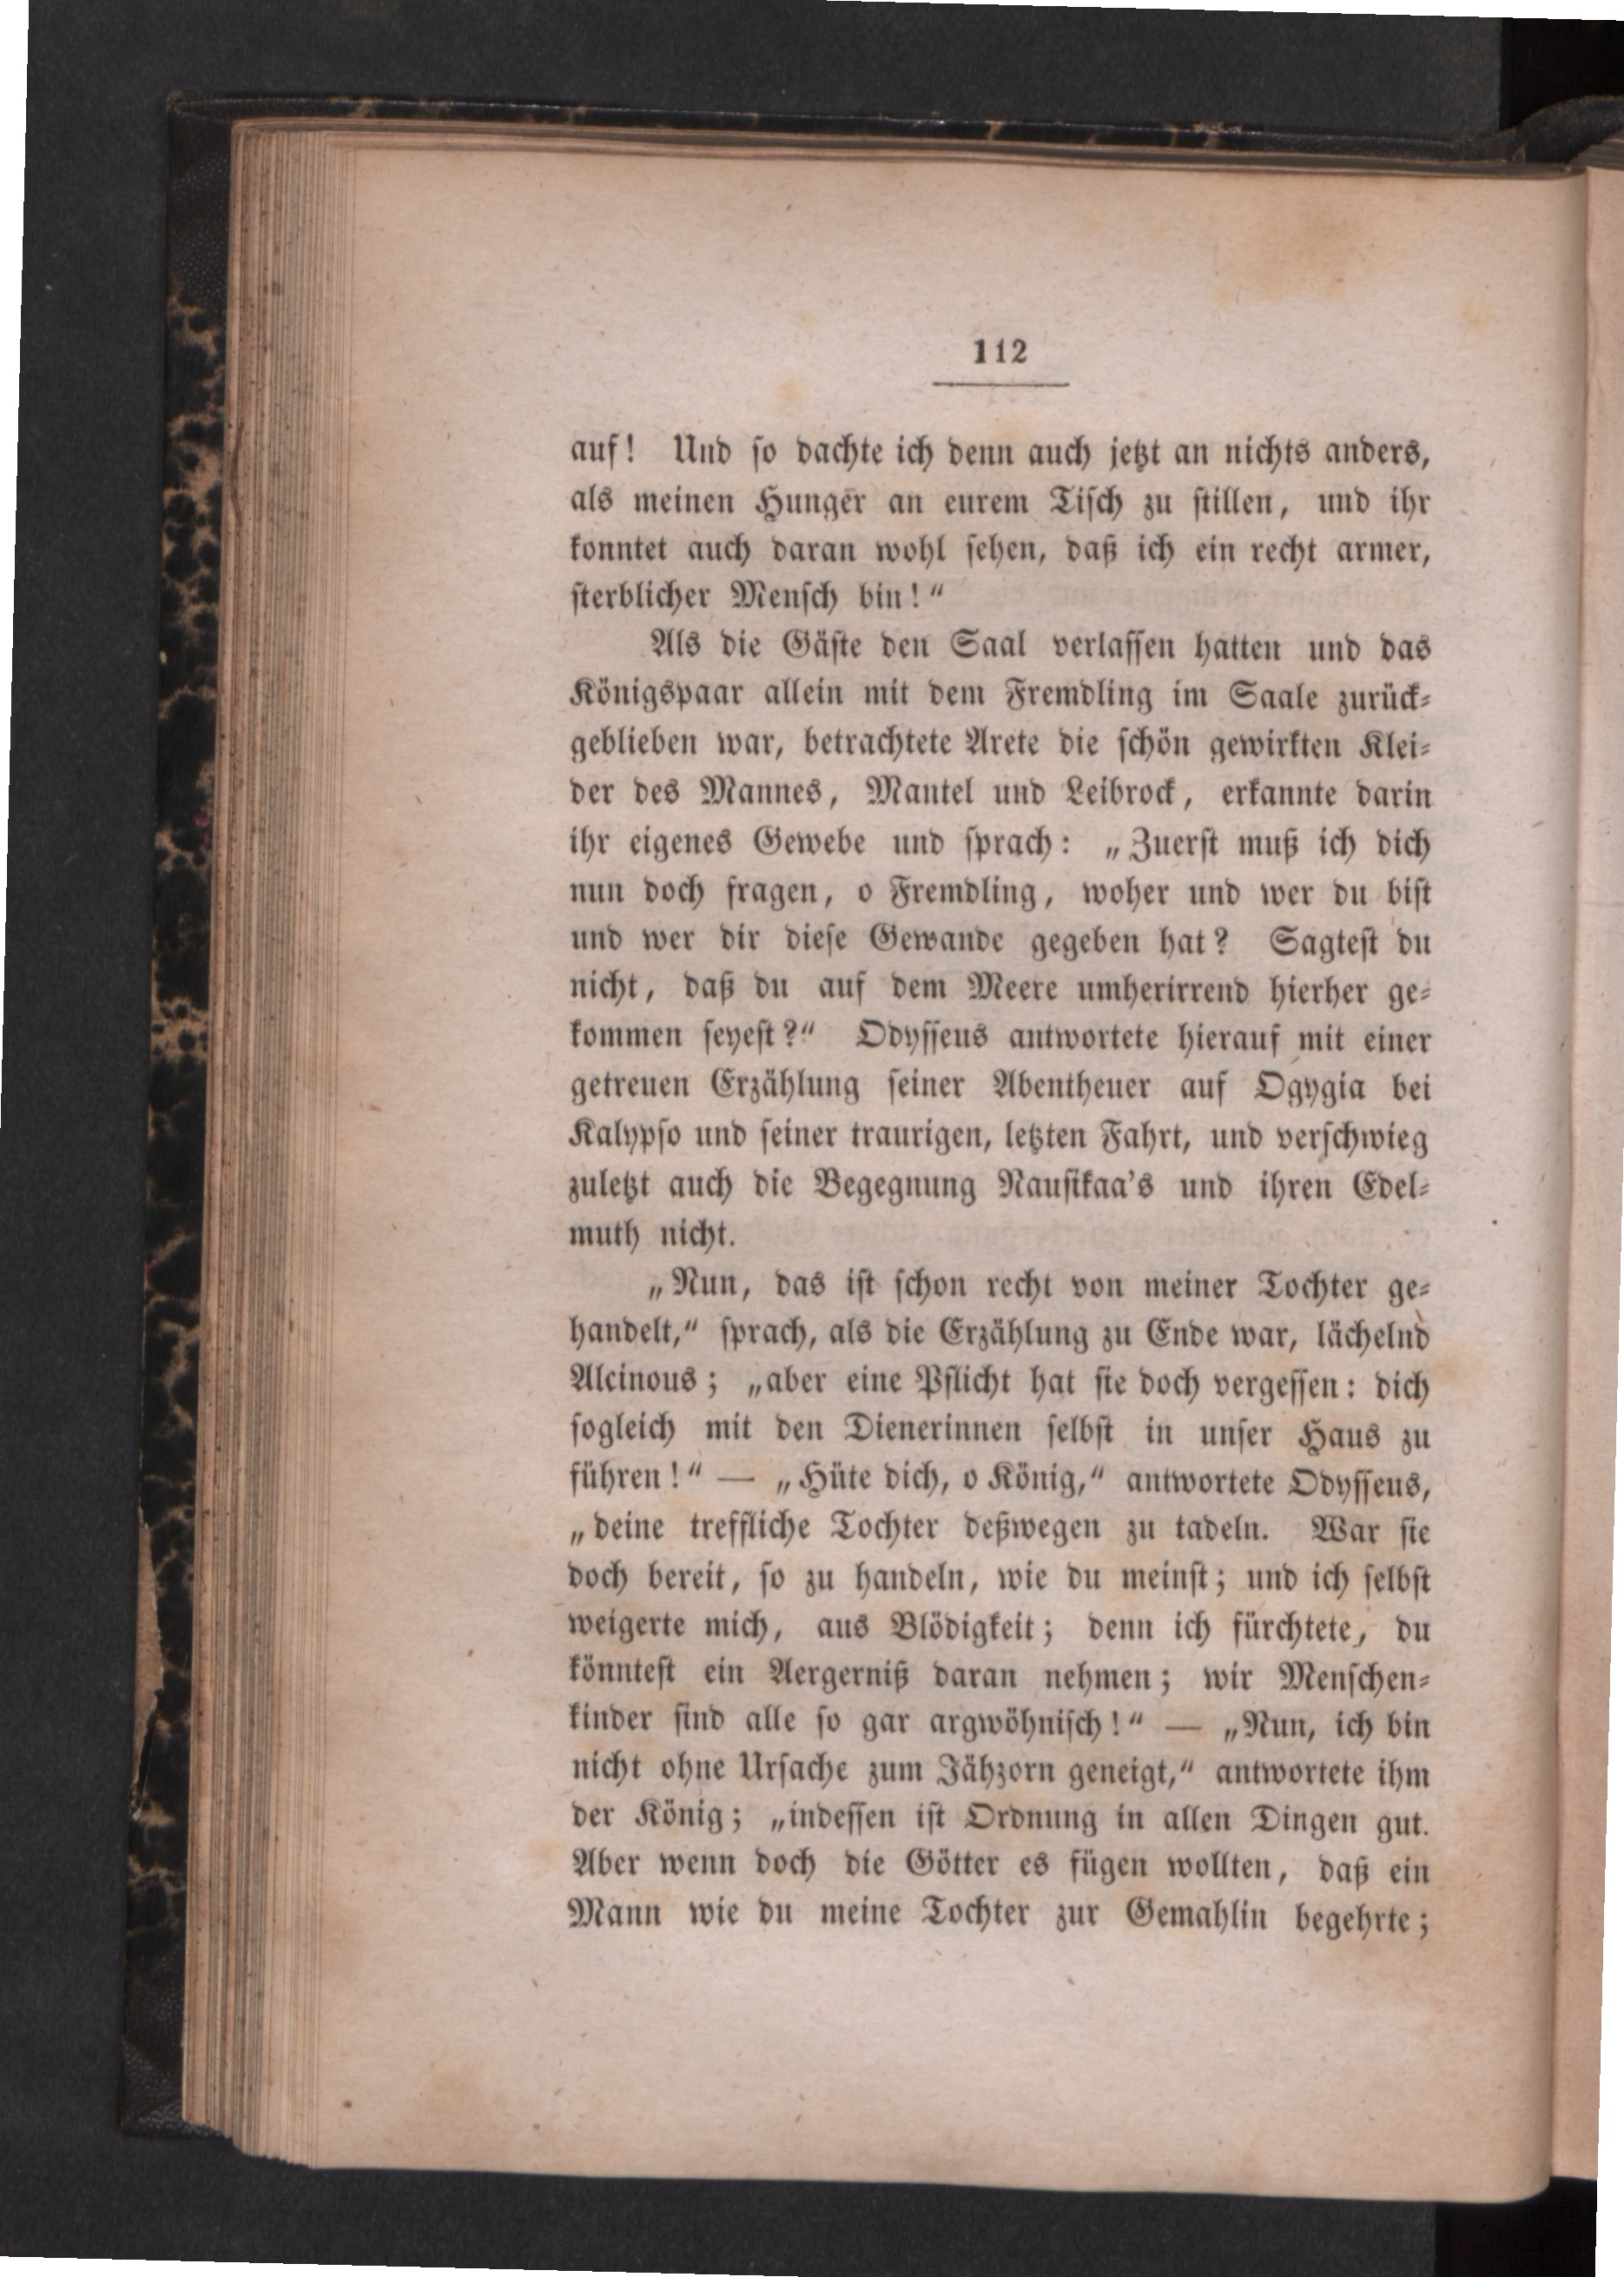 112
auf! Und so dachte ich denn auch jetzt an nichts anders,
als meinen Hunger an eurem Tisch zu stillen, und ihr
konntet auch daran wohl sehen, daß ich ein recht armer,
sterblicher Mensch bin!“
Als die Gäste den Saal verlassen hatten und das
Königspaar allein mit dem Fremdling im Saale zurück-
geblieben war, betrachtete Arete die schön gewirkten Klei-
der des Mannes, Mantel und Leibrock, erkannte darin
ihr eigenes Gewebe und sprach: „Zuerst muß ich dich
nun doch fragen, o Fremdling, woher und wer du bist
und wer dir diese Gewande gegeben hat? Sagtest du
nicht, daß du auf dem Meere umherirrend hierher ge-
kommen seyest?“ Odysseus antwortete hierauf mit einer
getreuen Erzählung seiner Abentheuer auf Ogygia bei
Kalypso und seiner traurigen, letzten Fahrt, und verschwieg
zuletzt auch die Begegnung Nausikaa's und ihren Edel-
muth nicht.
„Nun, das ist schon recht von meiner Tochter ge-
handelt,“ sprach, als die Erzählung zu Ende war, lächelnd
Alcinous; „aber eine Pflicht hat sie doch vergessen: dich
sogleich mit den Dienerinnen selbst in unser Haus zu
führen!“ — „Hüte dich, o König,“ antwortete Odysseus,
„deine treffliche Tochter deßwegen zu tadeln. War sie
doch bereit, so zu handeln, wie du meinst; und ich selbst
weigerte mich, aus Blödigkeit; denn ich fürchtete, du
könntest ein Aergerniß daran nehmen; wir Menschen-
kinder sind alle so gar argwöhnisch!“ — „Nun, ich bin
nicht ohne Ursache zum Jähzorn geneigt,“ antwortete ihm
der König; „indessen ist Ordnung in allen Dingen gut.
Aber wenn doch die Götter es fügen wollten, daß ein
Mann wie du meine Tochter zur Gemahlin begehrte;